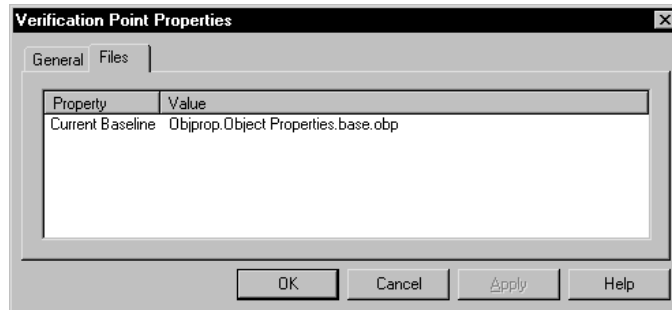 Verification Point Properties
General Files
Property Value
Current Baseline Objprop.Object Properties.base.obp
OK Cancel Apply Help